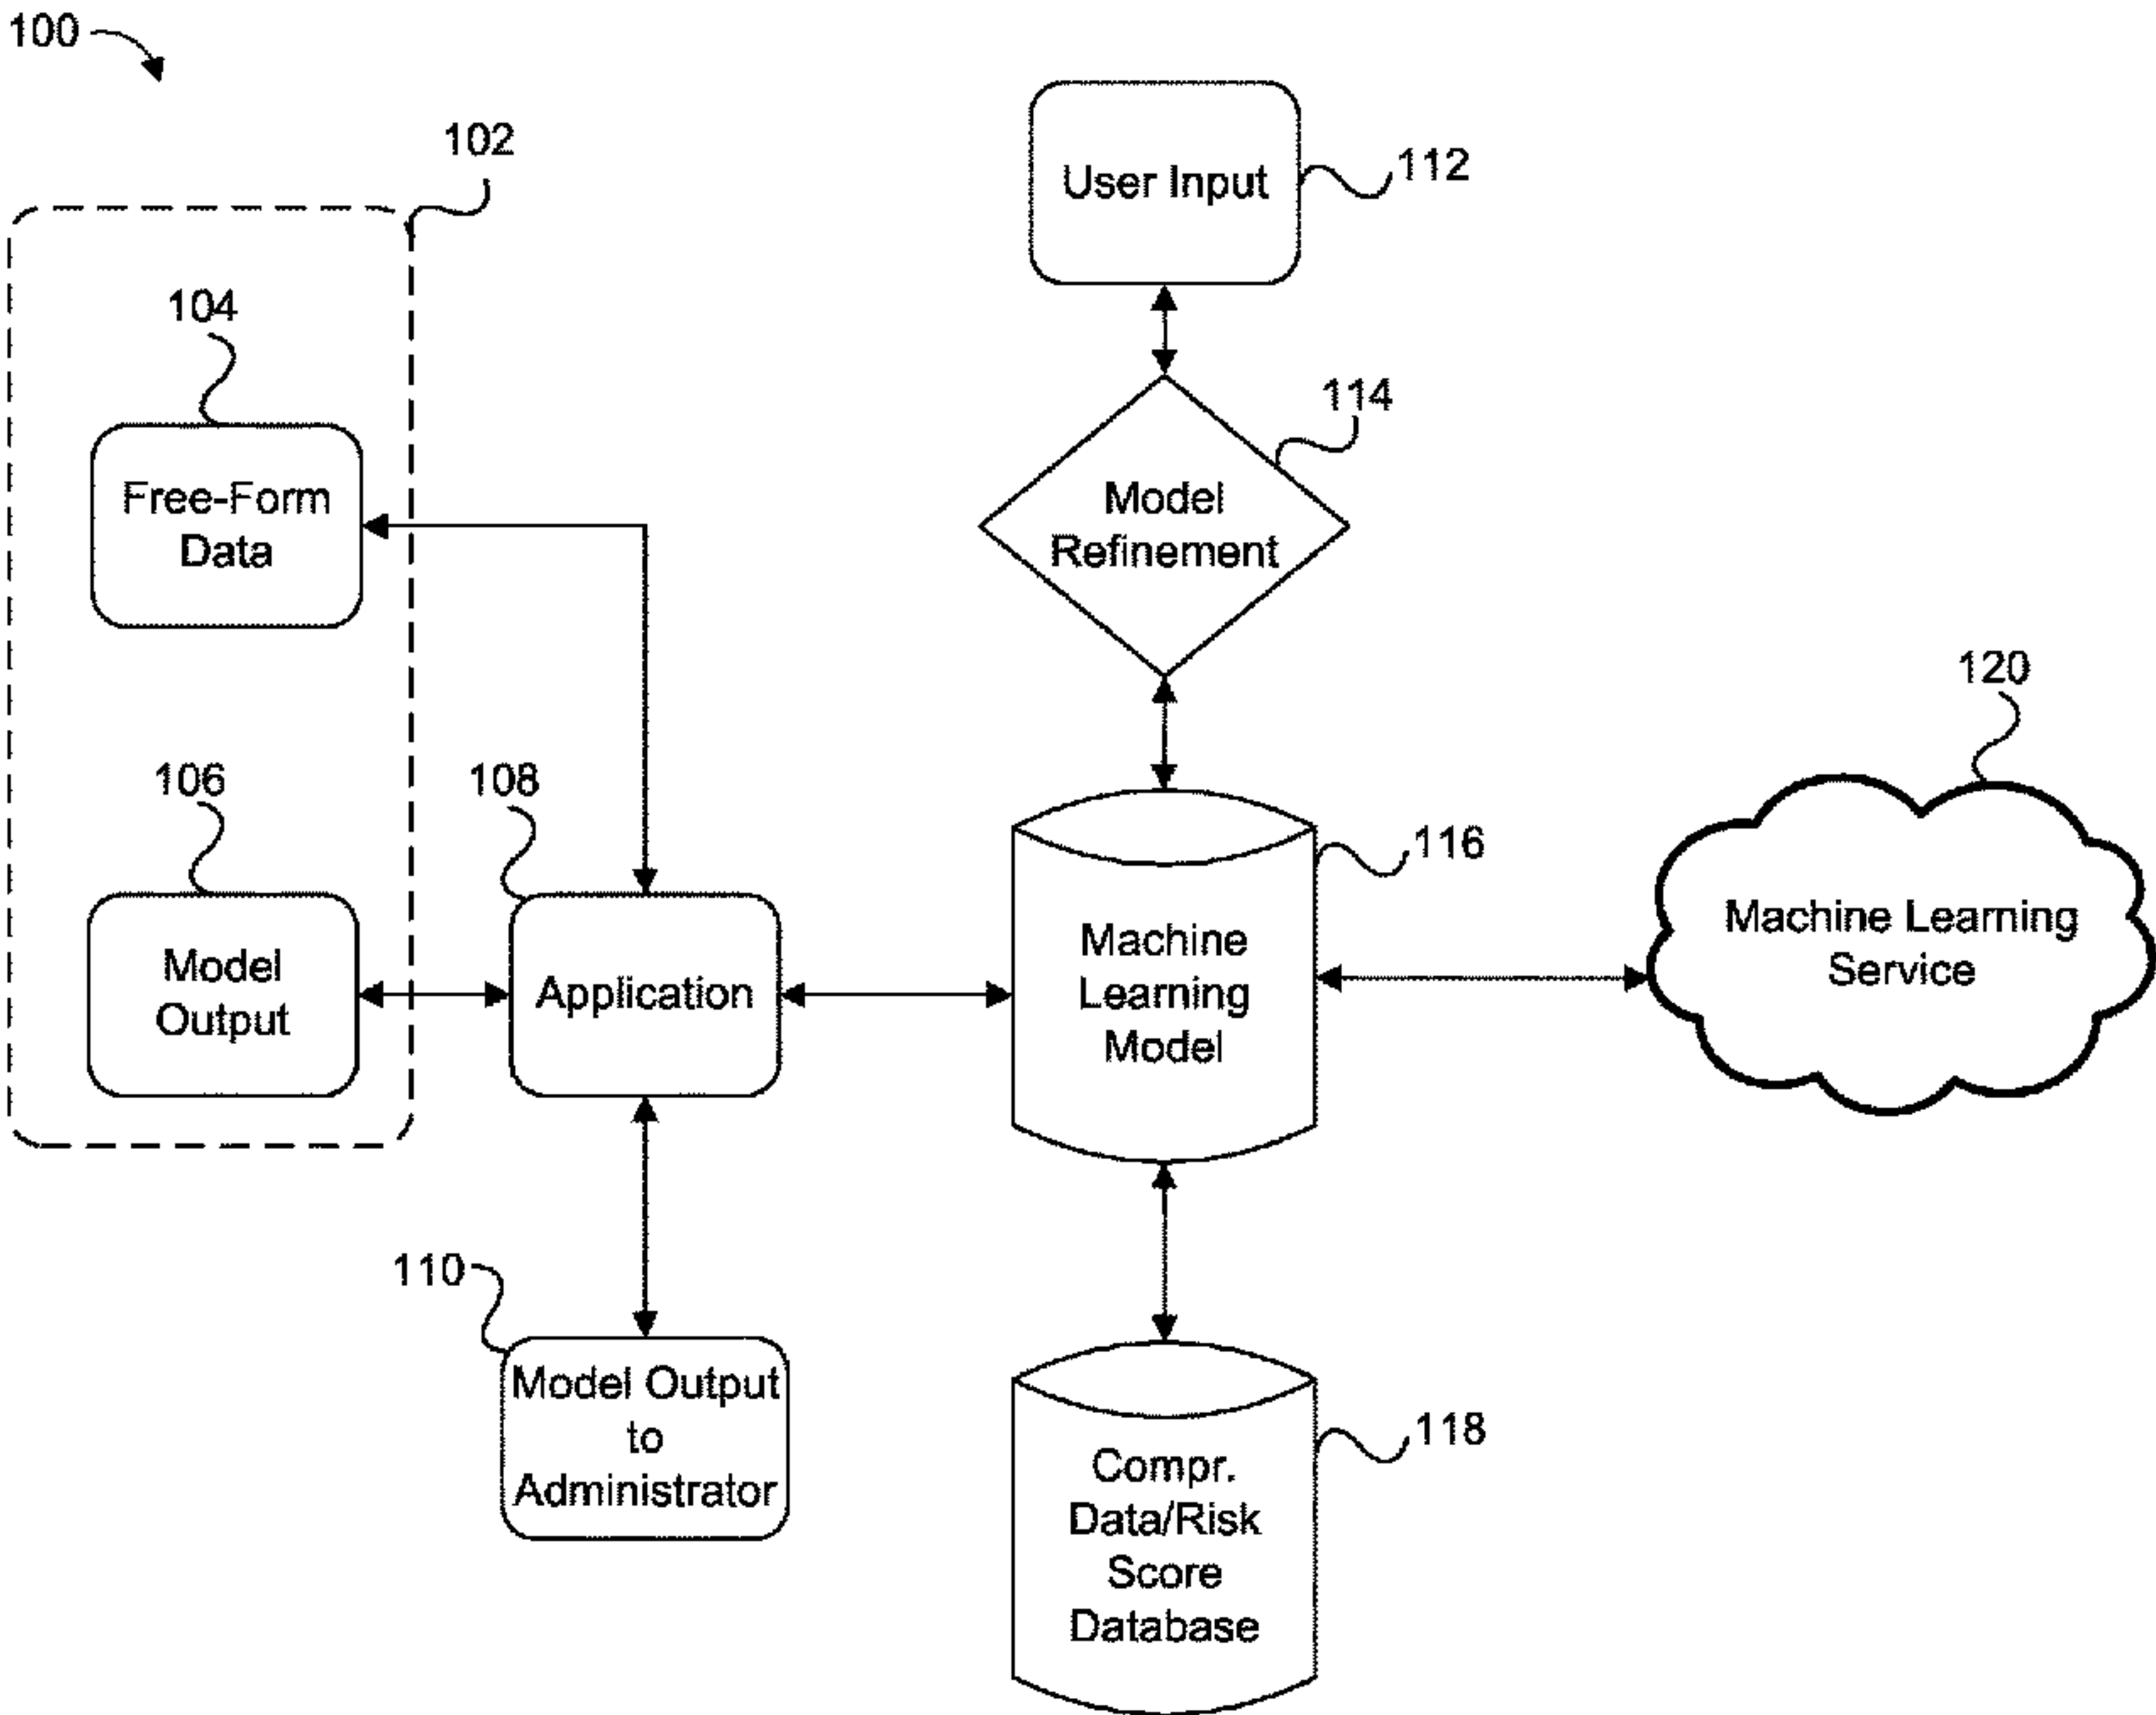 100
102
104
Free-Form
Data
106
Model
Output
108
Application
110
Model Output
to
Administrator
User Input
112
114
Model
Refinement
116
Machine
Learning
Model
118
Compr.
Data/Risk
Score
Database
120
Machine Learning
Service